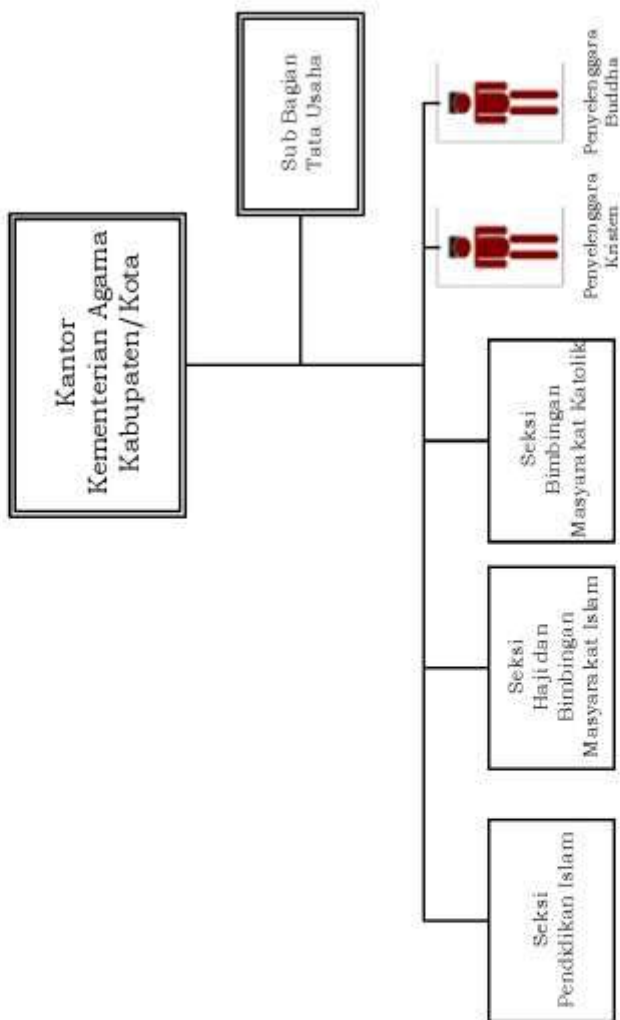 Kantor
Kementerian Agama
Kabupaten/Kota
Sub Bagian
Tata Usaha
Seksi
Pendidikan Islam
Seksi
Haji dan
Bimbingan
Masyarakat Islam
Seksi
Bimbingan
Masyarakat Katolik
Penyelenggara
Kristen
Penyelenggara
Buddha